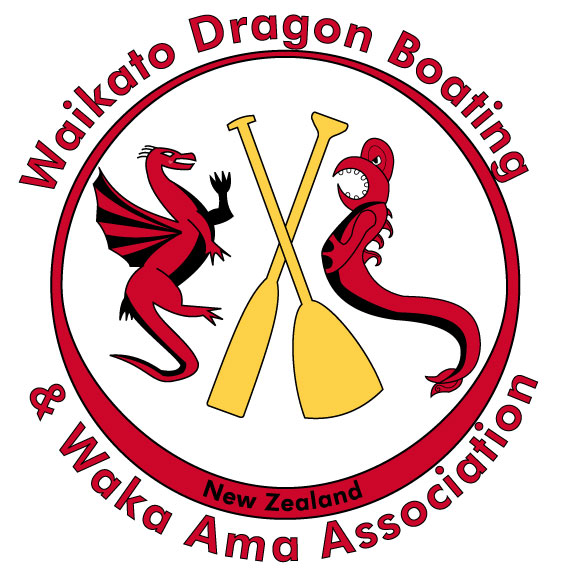 Waikato Dragon Boating
& Waka Ama Association
New Zealand